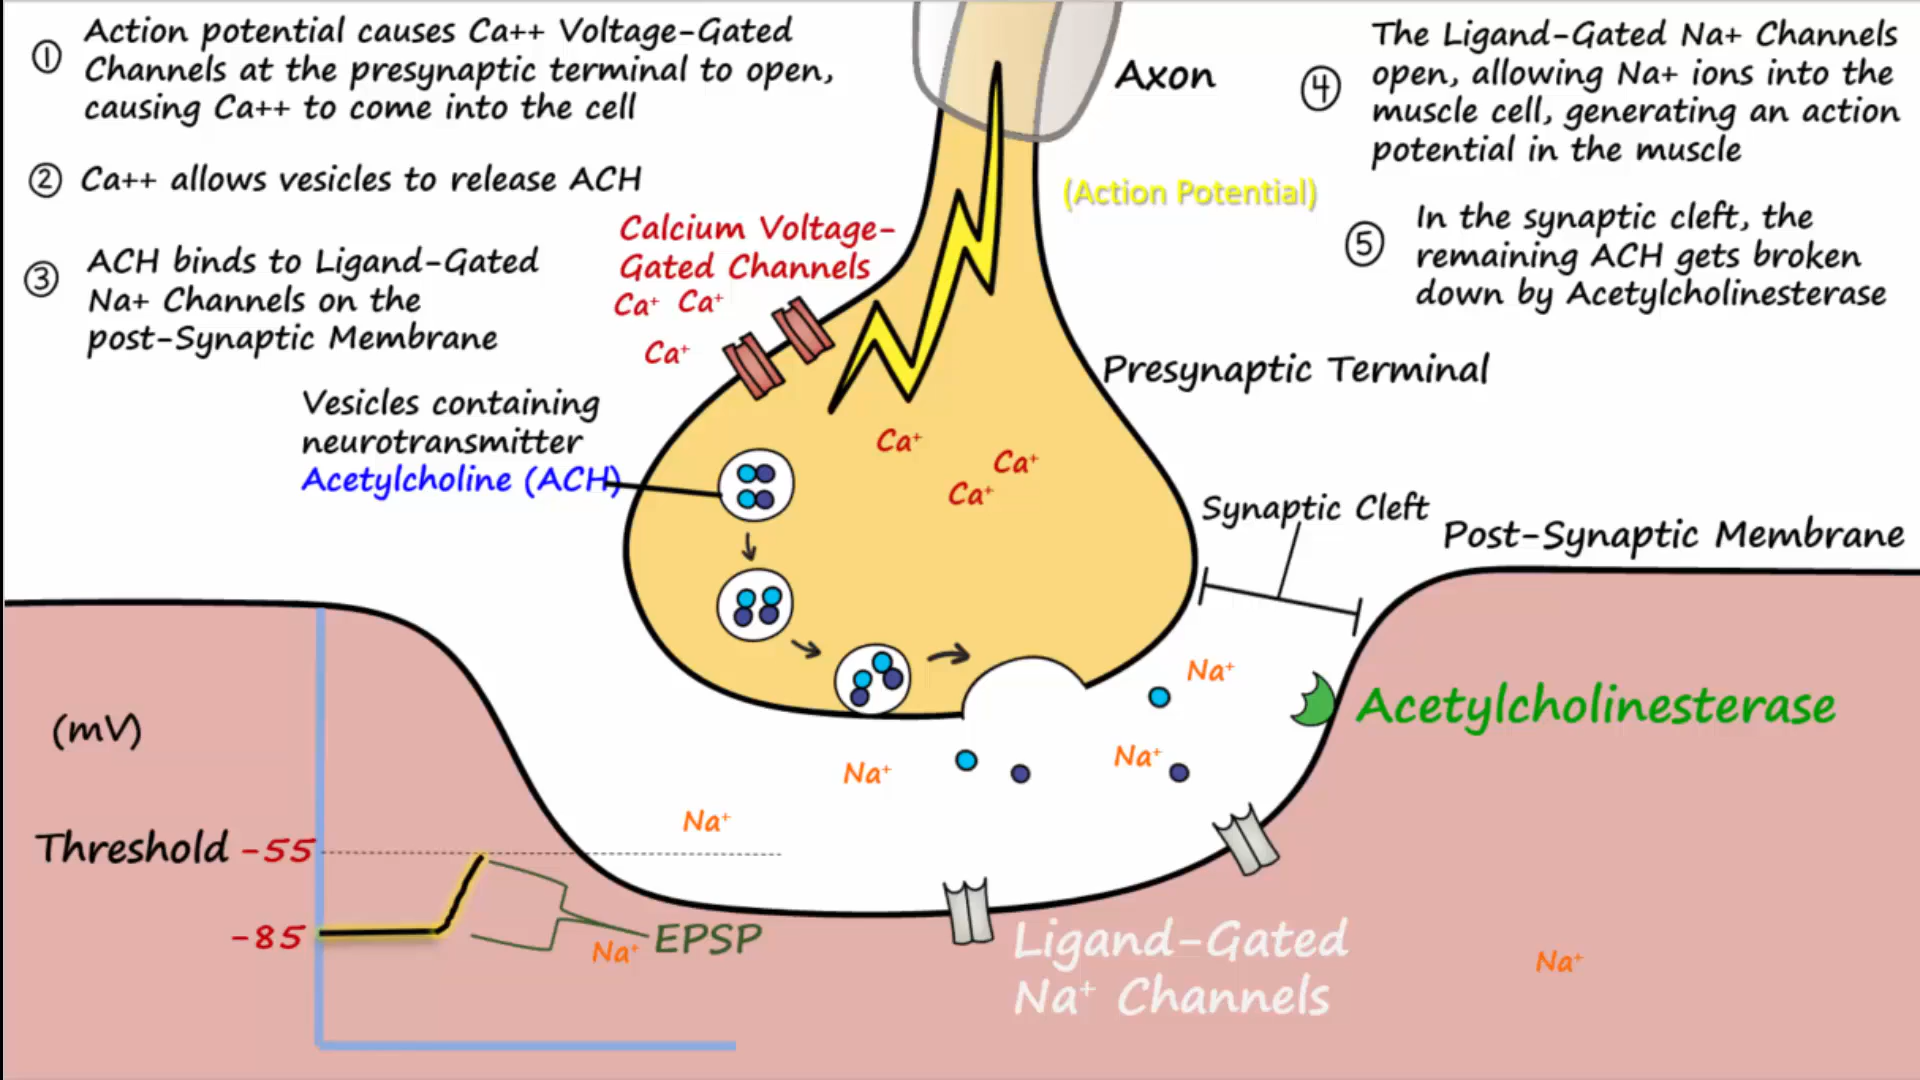 ① Action potential causes Ca++ Voltage-Gated
Channels at the presynaptic terminal to open,
causing Ca++ to come into the cell
② Ca++ allows vesicles to release ACH
③ ACH binds to Ligand-Gated
Na+ Channels on the
post-Synaptic Membrane
Axon
(Action Potential)
④ The Ligand-Gated Na+ Channels
open, allowing Na+ ions into the
muscle cell, generating an action
potential in the muscle
⑤ In the synaptic cleft, the
remaining ACH gets broken
down by Acetylcholinesterase
Calcium Voltage-
Gated Channels
Ca⁺ Ca⁺
Ca⁺
Presynaptic Terminal
Vesicles containing
neurotransmitter
Acetylcholine (ACH)
Ca⁺
Ca⁺
Ca⁺
Synaptic Cleft
Post-Synaptic Membrane
Na⁺
Acetylcholinesterase
Na⁺
Na⁺
Na⁺
(mV)
Threshold -55
-85
EPSP
Na⁺
Ligand-Gated
Na⁺ Channels
Na⁺